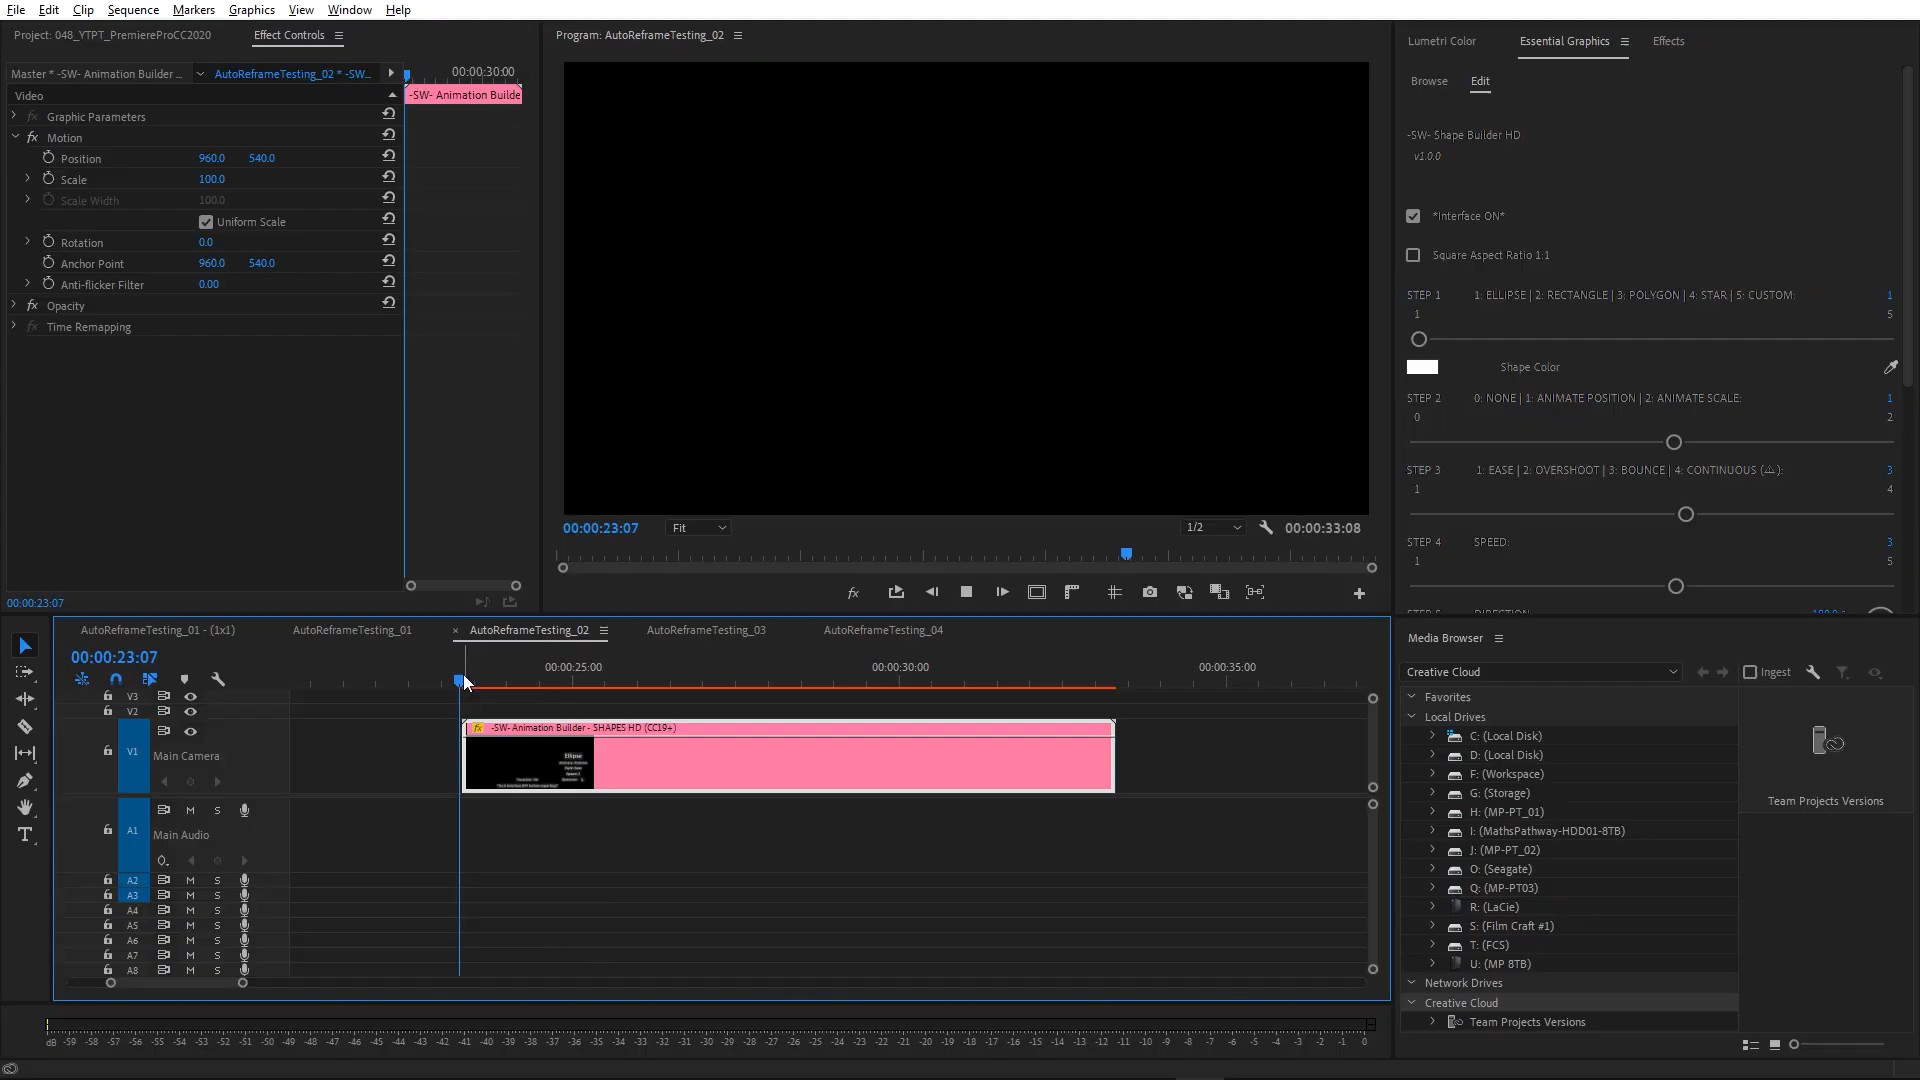 File Edit Clip Sequence Markers Graphics View Window Help
Project: 048_YTPT_PremiereProCC2020
Effect Controls
Master * -SW- Animation Builder ...
AutoReframeTesting_02 * -SW...
00:00:30:00
Video
-SW- Animation Builde
fx Graphic Parameters
fx Motion
Position 960.0 540.0
Scale 100.0
Scale Width 100.0
Uniform Scale
Rotation 0.0
Anchor Point 960.0 540.0
Anti-flicker Filter 0.00
fx Opacity
fx Time Remapping
00:00:23:07
Program: AutoReframeTesting_02
00:00:23:07 Fit 1/2 00:00:33:08
fx
Lumetri Color Essential Graphics Effects
Browse Edit
-SW- Shape Builder HD
v1.0.0
*Interface ON*
Square Aspect Ratio 1:1
STEP 1 1: ELLIPSE | 2: RECTANGLE | 3: POLYGON | 4: STAR | 5: CUSTOM: 1
1 5
Shape Color
STEP 2 0: NONE | 1: ANIMATE POSITION | 2: ANIMATE SCALE: 1
0 2
STEP 3 1: EASE | 2: OVERSHOOT | 3: BOUNCE | 4: CONTINUOUS (⚠): 3
1 4
STEP 4 SPEED: 3
1 5
AutoReframeTesting_01 - (1x1) AutoReframeTesting_01 × AutoReframeTesting_02 AutoReframeTesting_03 AutoReframeTesting_04
00:00:23:07
00:00:25:00 00:00:30:00 00:00:35:00
V3
V2
V1
Main Camera
fx -SW- Animation Builder - SHAPES HD (CC19+)
Ellipse
A1 M S
Main Audio
A2 M S
A3 M S
A4 M S
A5 M S
A6 M S
A7 M S
A8 M S
dB -59 -58 -57 -56 -55 -54 -53 -52 -51 -50 -49 -48 -47 -46 -45 -44 -43 -42 -41 -40 -39 -38 -37 -36 -35 -34 -33 -32 -31 -30 -29 -28 -27 -26 -25 -24 -23 -22 -21 -20 -19 -18 -17 -16 -15 -14 -13 -12 -11 -10 -9 -8 -7 -6 -5 -4 -3 -2 -1 0
Media Browser
Creative Cloud Ingest
Favorites
Local Drives
C: (Local Disk)
D: (Local Disk)
F: (Workspace)
G: (Storage)
H: (MP-PT_01)
I: (MathsPathway-HDD01-8TB)
J: (MP-PT_02)
O: (Seagate)
Q: (MP-PT03)
R: (LaCie)
S: (Film Craft #1)
T: (FCS)
U: (MP 8TB)
Network Drives
Creative Cloud
Team Projects Versions
Team Projects Versions